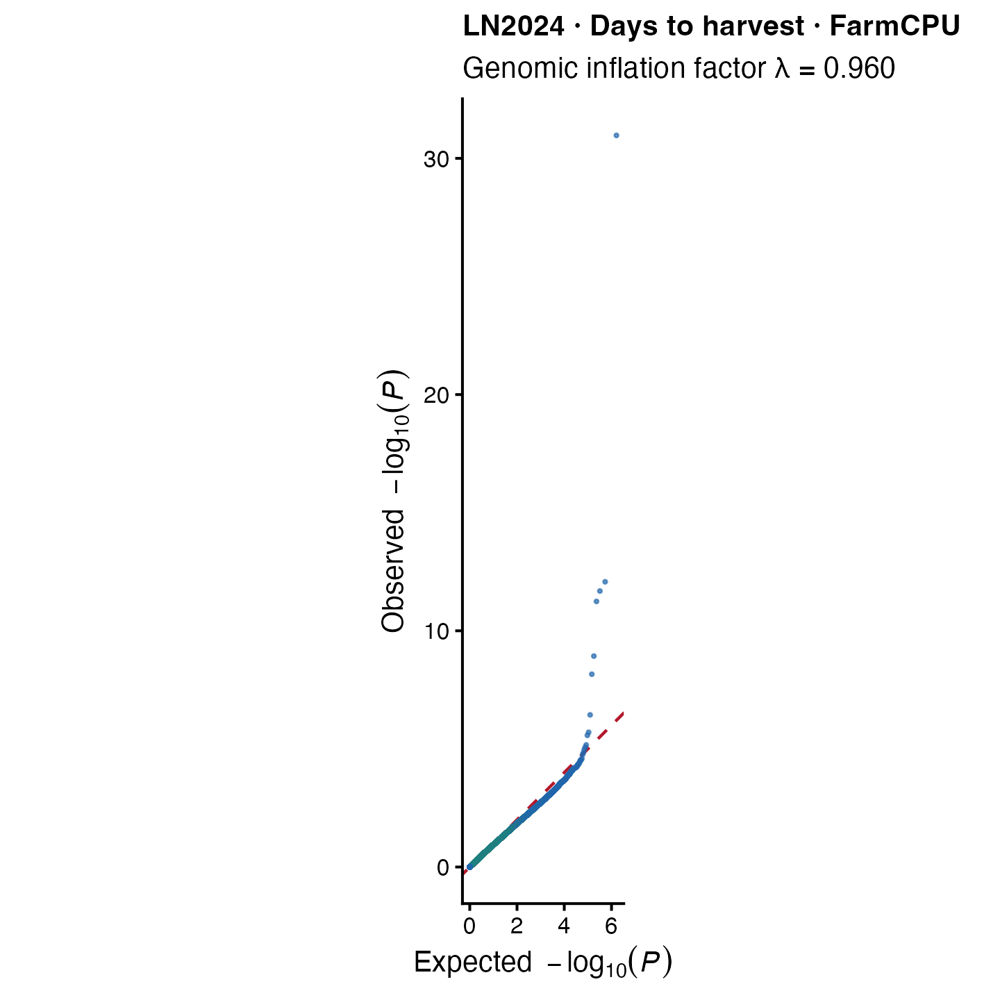 LN2024 · Days to harvest · FarmCPU
Genomic inflation factor λ = 0.960
30
20
10
0
Observed −log₁₀(P)
0 2 4 6
Expected −log₁₀(P)